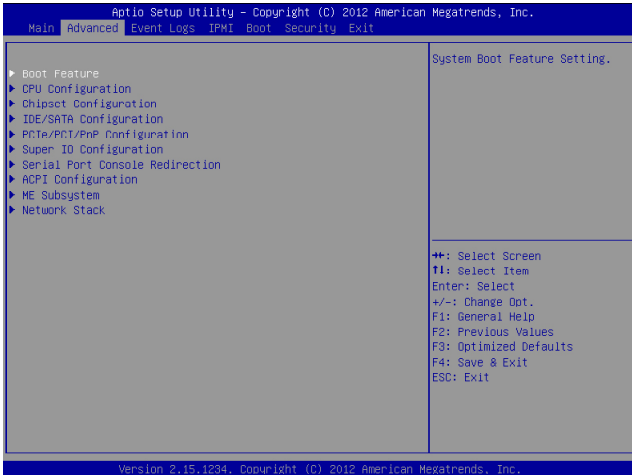 Aptio Setup Utility – Copyright (C) 2012 American Megatrends, Inc.
Main Advanced Event Logs IPMI Boot Security Exit
Boot Feature
CPU Configuration
Chipset Configuration
IDE/SATA Configuration
PCIe/PCI/PnP Configuration
Super IO Configuration
Serial Port Console Redirection
ACPI Configuration
ME Subsystem
Network Stack
System Boot Feature Setting.
→←: Select Screen
↑↓: Select Item
Enter: Select
+/-: Change Opt.
F1: General Help
F2: Previous Values
F3: Optimized Defaults
F4: Save & Exit
ESC: Exit
Version 2.15.1234. Copyright (C) 2012 American Megatrends, Inc.